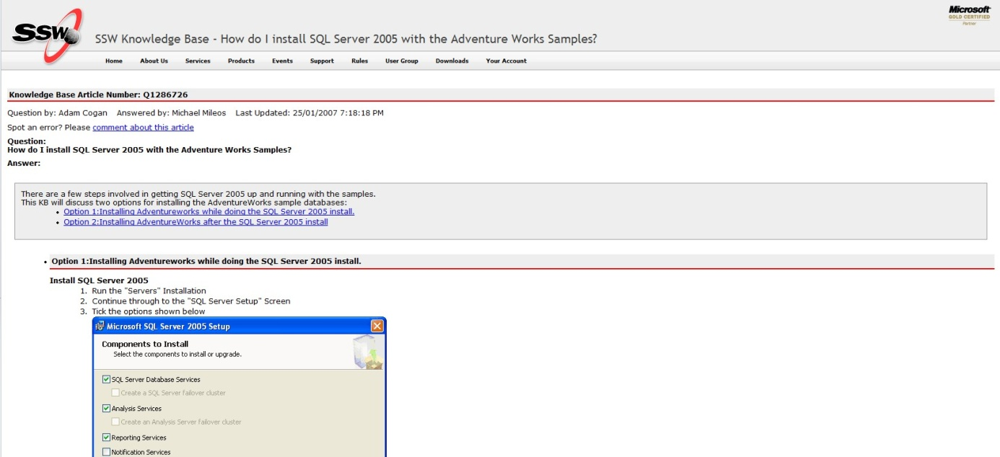 Microsoft
GOLD CERTIFIED
Partner
SSW
SSW Knowledge Base - How do I install SQL Server 2005 with the Adventure Works Samples?
Home About Us Services Products Events Support Rules User Group Downloads Your Account
Knowledge Base Article Number: Q1286726
Question by: Adam Cogan Answered by: Michael Mileos Last Updated: 25/01/2007 7:18:18 PM
Spot an error? Please comment about this article
Question:
How do I install SQL Server 2005 with the Adventure Works Samples?
Answer:
There are a few steps involved in getting SQL Server 2005 up and running with the samples.
This KB will discuss two options for installing the AdventureWorks sample databases:
• Option 1:Installing Adventureworks while doing the SQL Server 2005 install.
• Option 2:Installing AdventureWorks after the SQL Server 2005 install
• Option 1:Installing Adventureworks while doing the SQL Server 2005 install.
Install SQL Server 2005
1. Run the "Servers" Installation
2. Continue through to the "SQL Server Setup" Screen
3. Tick the options shown below
Microsoft SQL Server 2005 Setup
Components to Install
Select the components to install or upgrade.
SQL Server Database Services
Create a SQL Server failover cluster
Analysis Services
Create an Analysis Server failover cluster
Reporting Services
Notification Services